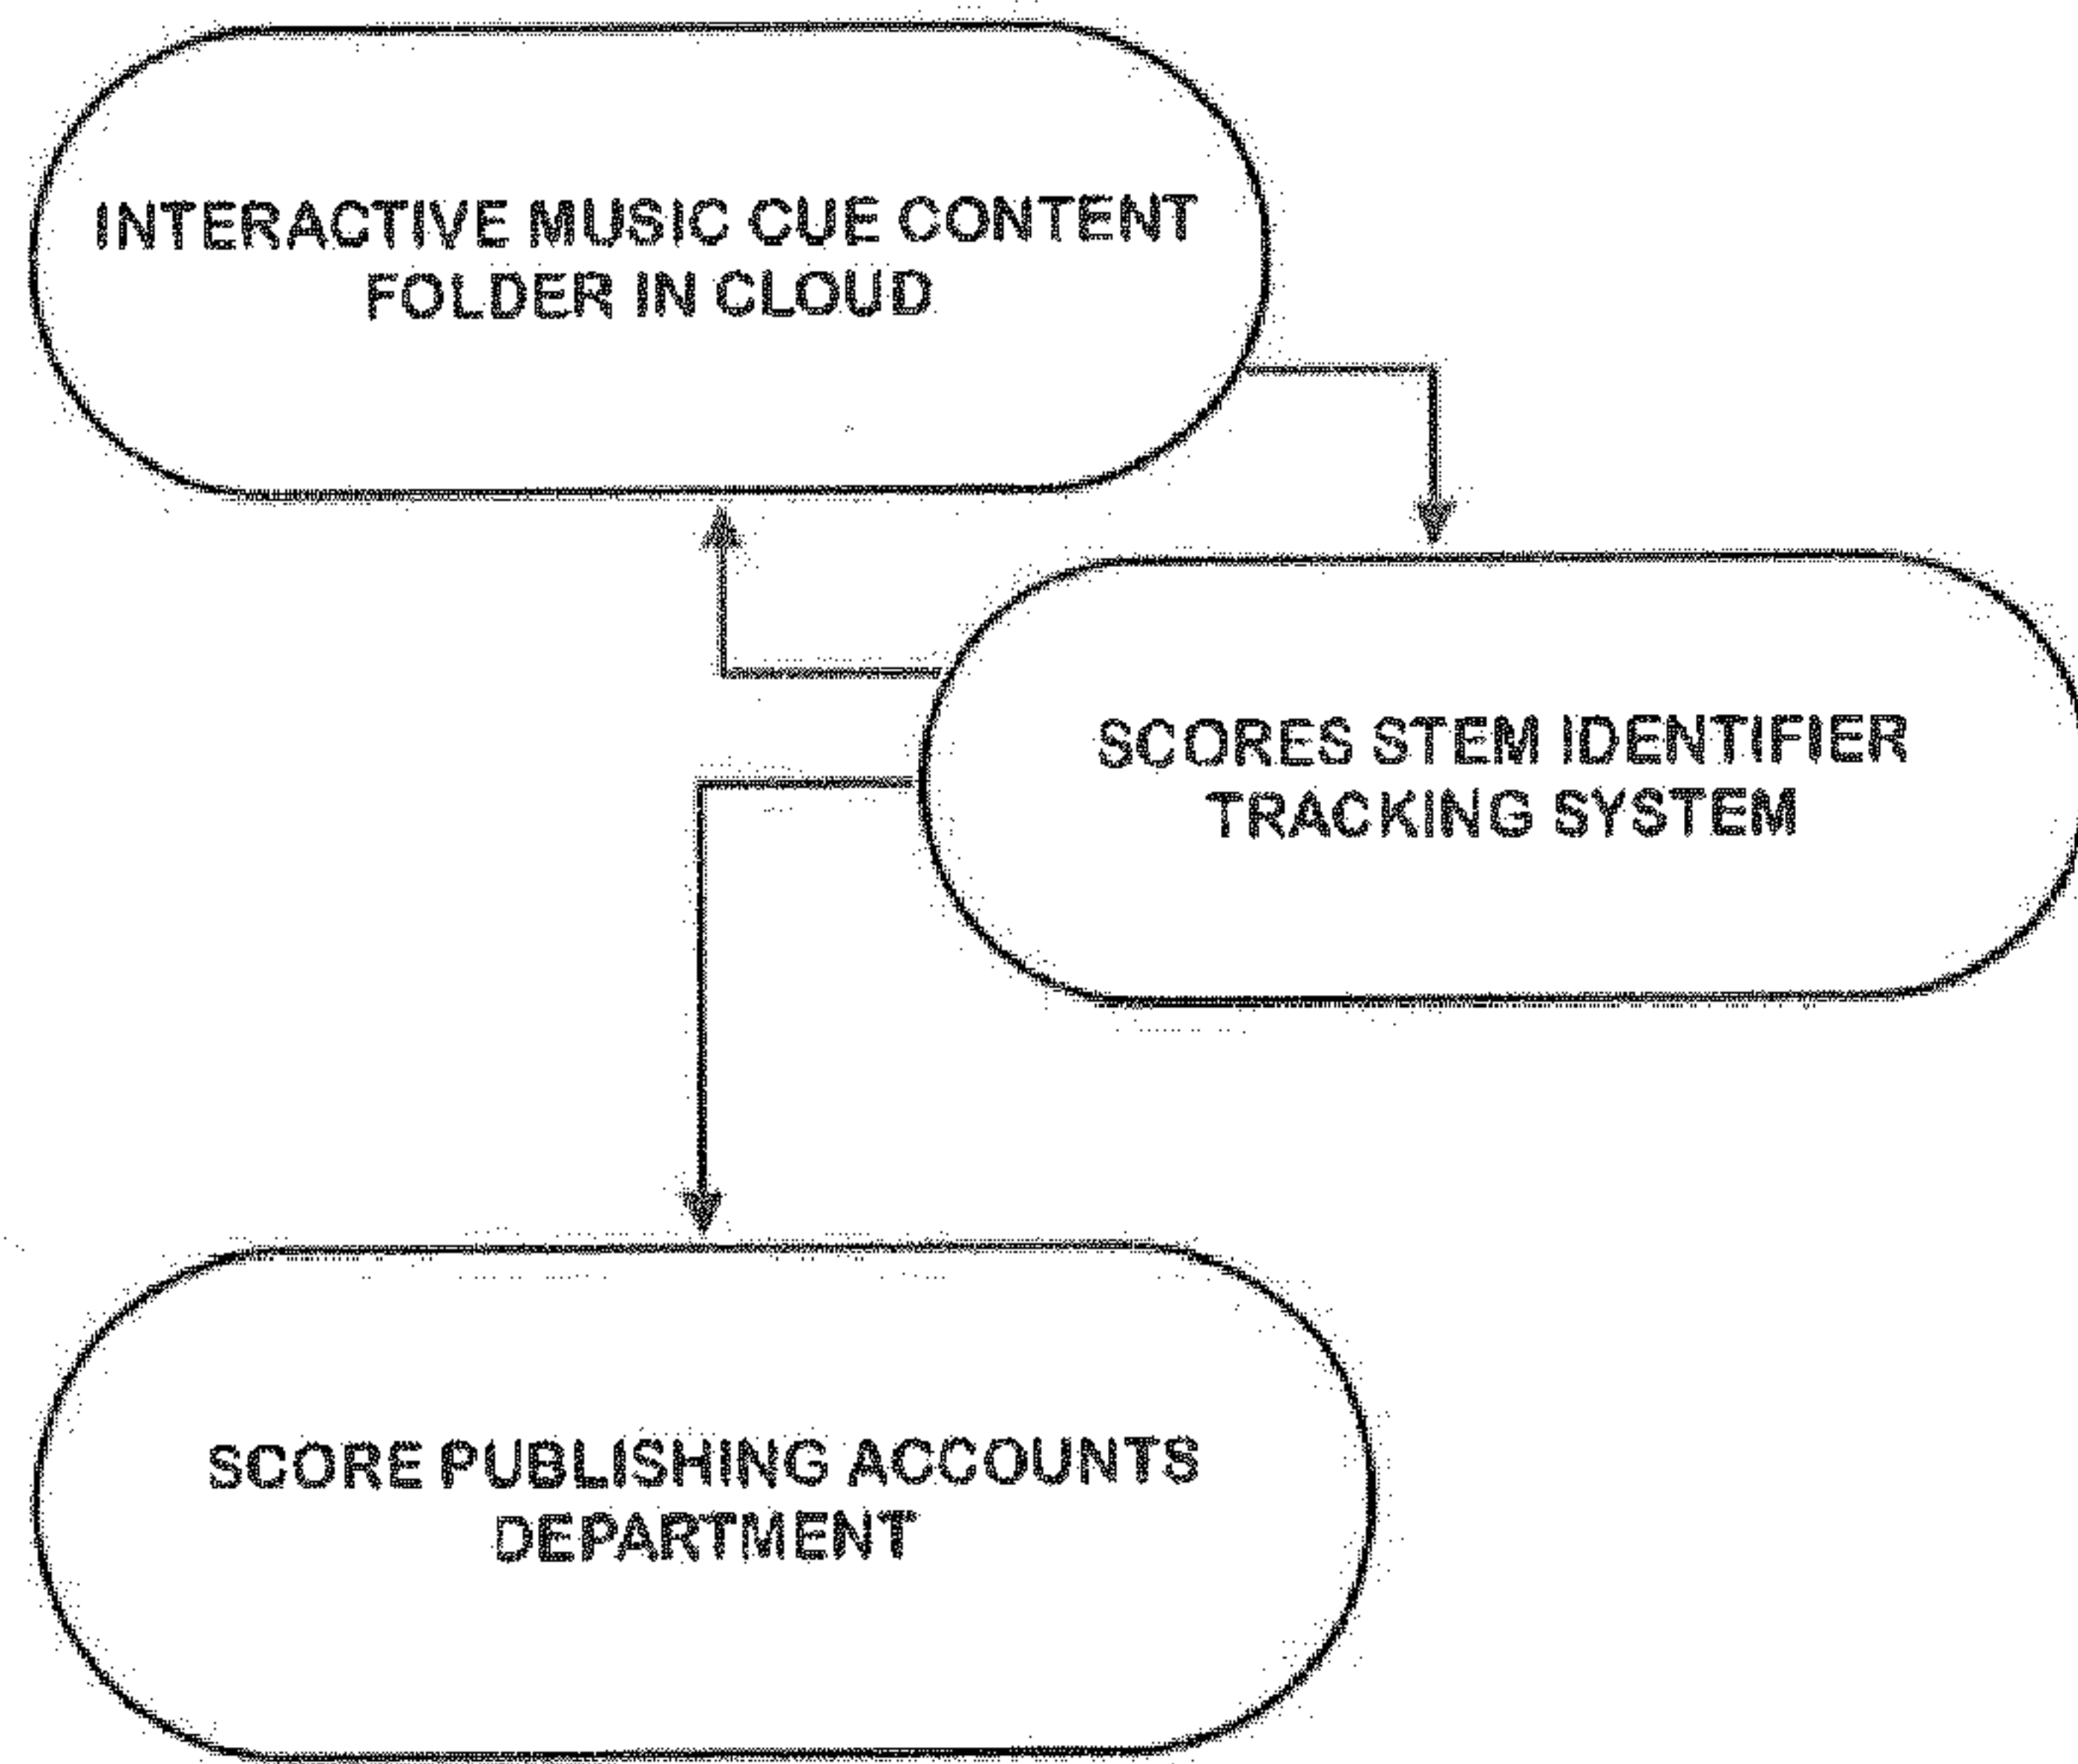 INTERACTIVE MUSIC CUE CONTENT
FOLDER IN CLOUD
SCORES STEM IDENTIFIER
TRACKING SYSTEM
SCORE PUBLISHING ACCOUNTS
DEPARTMENT